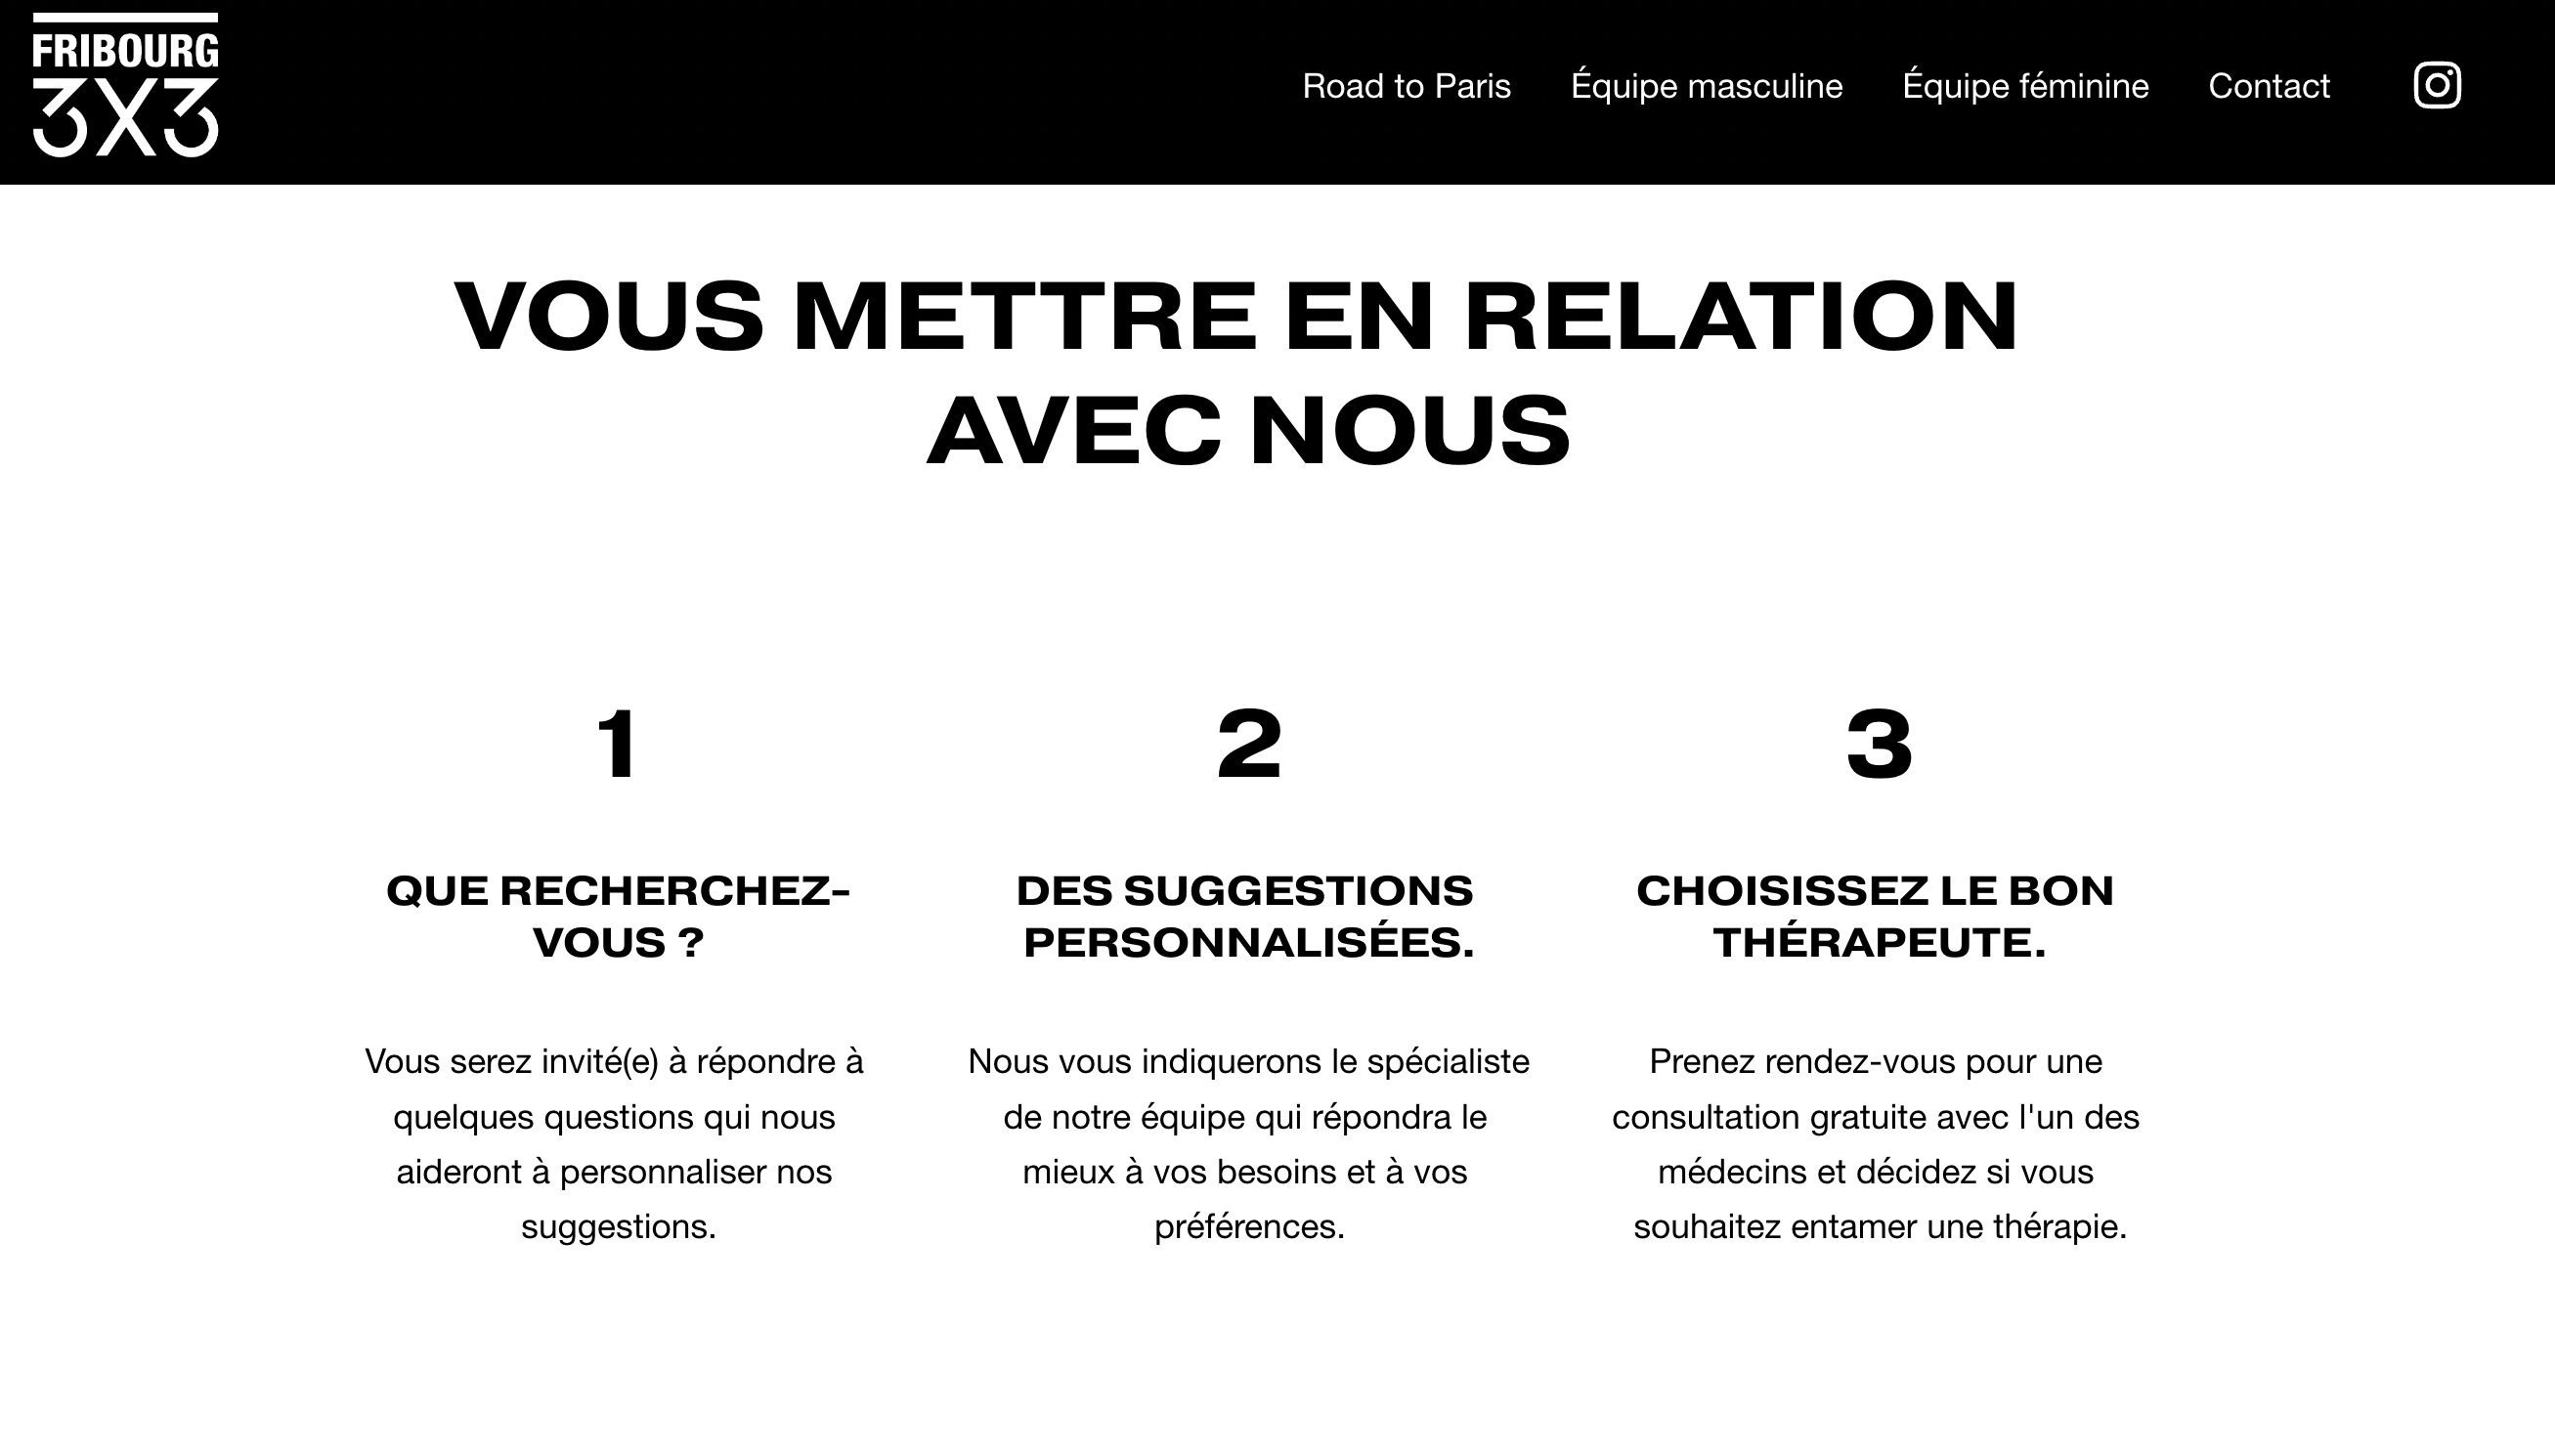 FRIBOURG
3X3
Road to Paris Équipe masculine Équipe féminine Contact
VOUS METTRE EN RELATION
AVEC NOUS
1
QUE RECHERCHEZ-
VOUS ?
Vous serez invité(e) à répondre à
quelques questions qui nous
aideront à personnaliser nos
suggestions.
2
DES SUGGESTIONS
PERSONNALISÉES.
Nous vous indiquerons le spécialiste
de notre équipe qui répondra le
mieux à vos besoins et à vos
préférences.
3
CHOISISSEZ LE BON
THÉRAPEUTE.
Prenez rendez-vous pour une
consultation gratuite avec l'un des
médecins et décidez si vous
souhaitez entamer une thérapie.